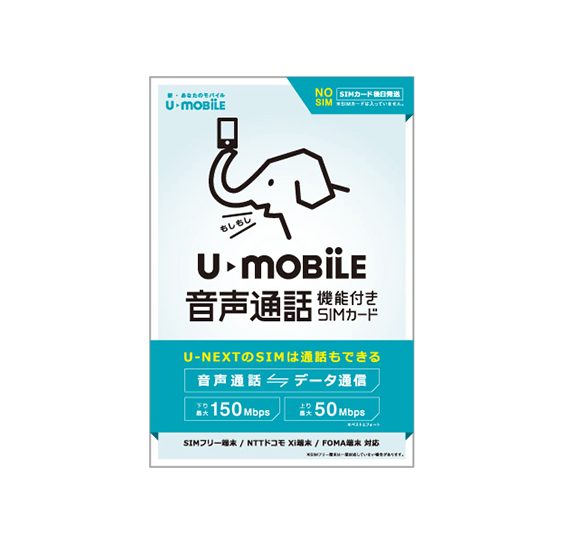 新・あなたのモバイル
U-MOBILE
NO SIM
SIMカード後日発送
※SIMカードは入っていません。
もしもし
U-MOBILE
音声通話 機能付き
SIMカード
U-NEXTのSIMは通話もできる
音声通話 ⇋ データ通信
下り最大 150Mbps
上り最大 50Mbps
※ベストエフォート
SIMフリー端末 / NTTドコモ Xi端末 / FOMA端末 対応